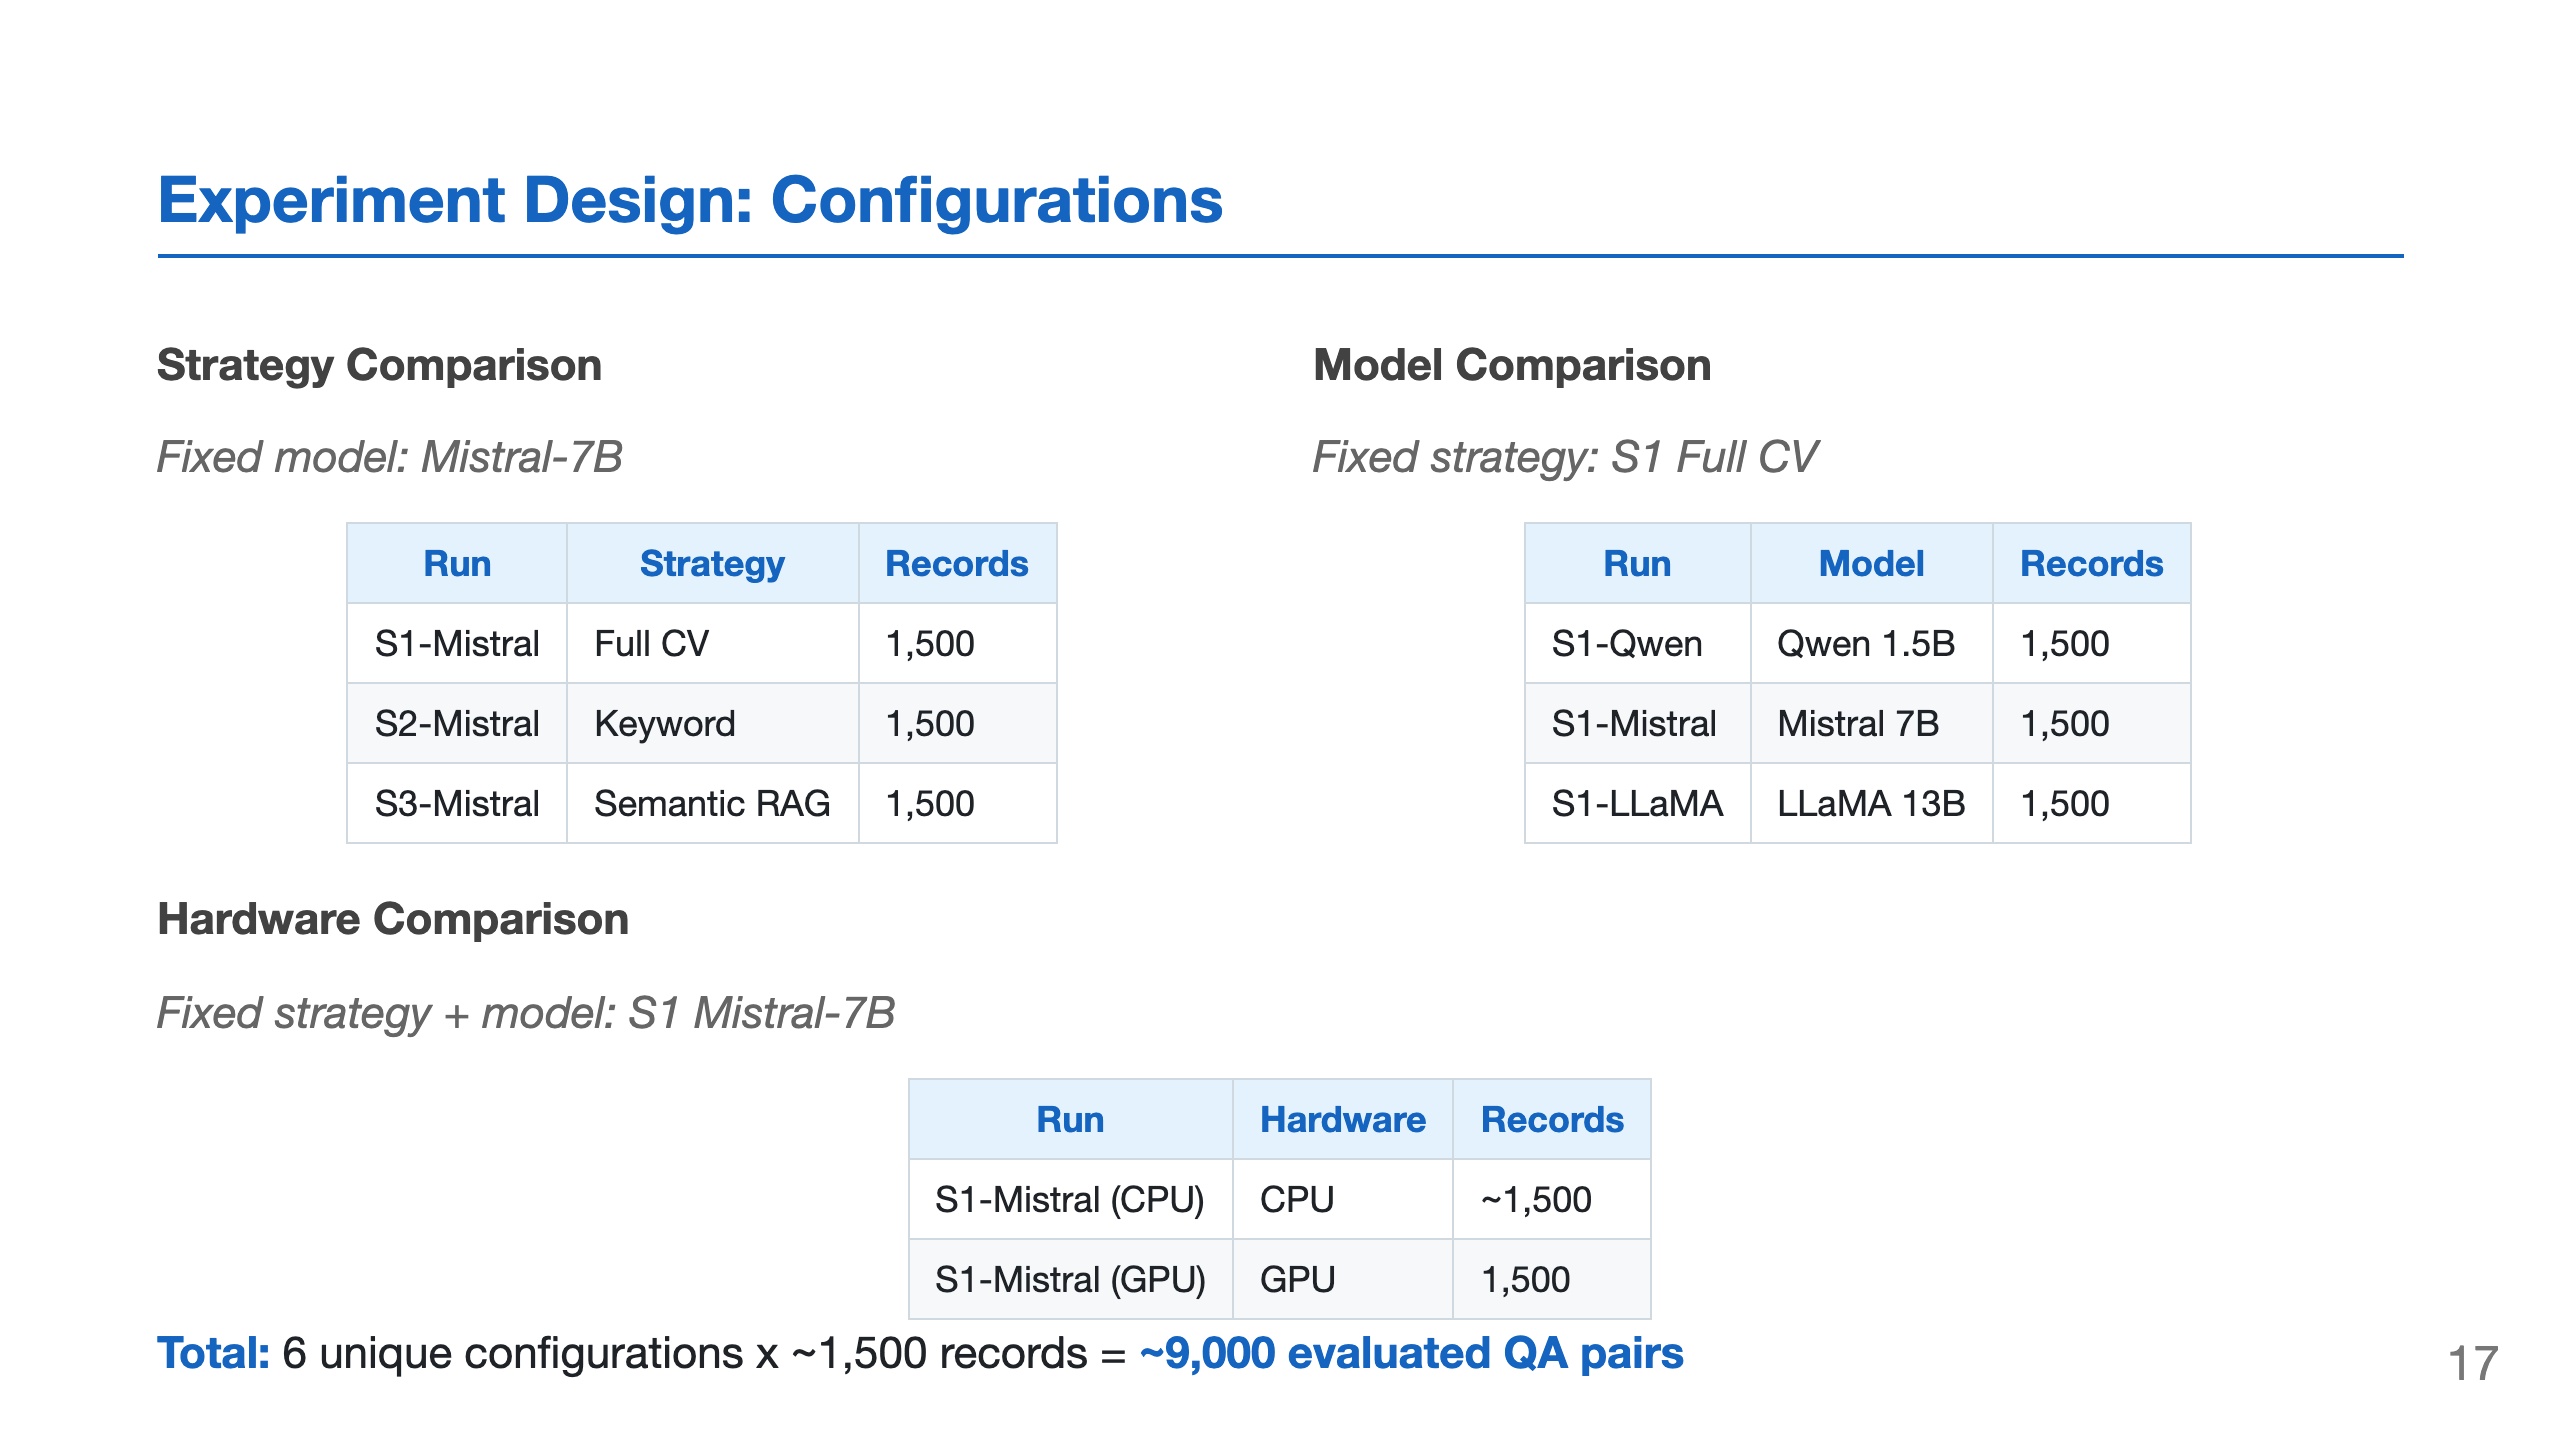 Experiment Design: Configurations
Strategy Comparison
Fixed model: Mistral-7B
Run Strategy Records
S1-Mistral Full CV 1,500
S2-Mistral Keyword 1,500
S3-Mistral Semantic RAG 1,500
Model Comparison
Fixed strategy: S1 Full CV
Run Model Records
S1-Qwen Qwen 1.5B 1,500
S1-Mistral Mistral 7B 1,500
S1-LLaMA LLaMA 13B 1,500
Hardware Comparison
Fixed strategy + model: S1 Mistral-7B
Run Hardware Records
S1-Mistral (CPU) CPU ~1,500
S1-Mistral (GPU) GPU 1,500
Total: 6 unique configurations x ~1,500 records = ~9,000 evaluated QA pairs
17